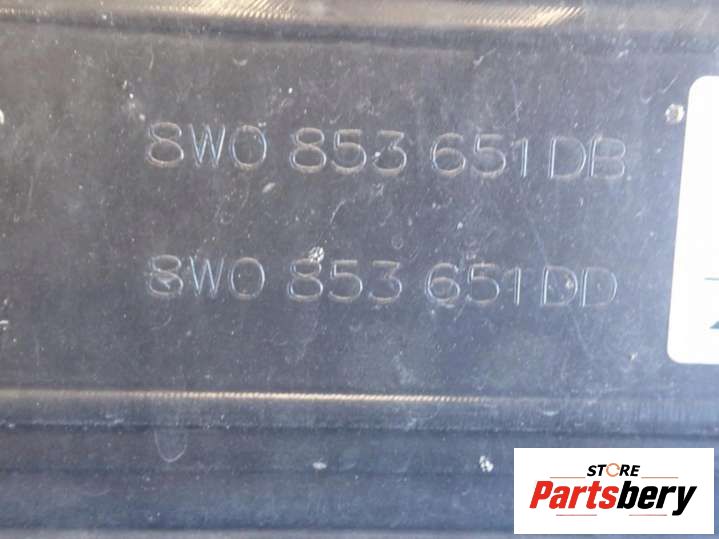 8W0 853 651 DB
8W0 853 651 DD
STORE
Partsbery